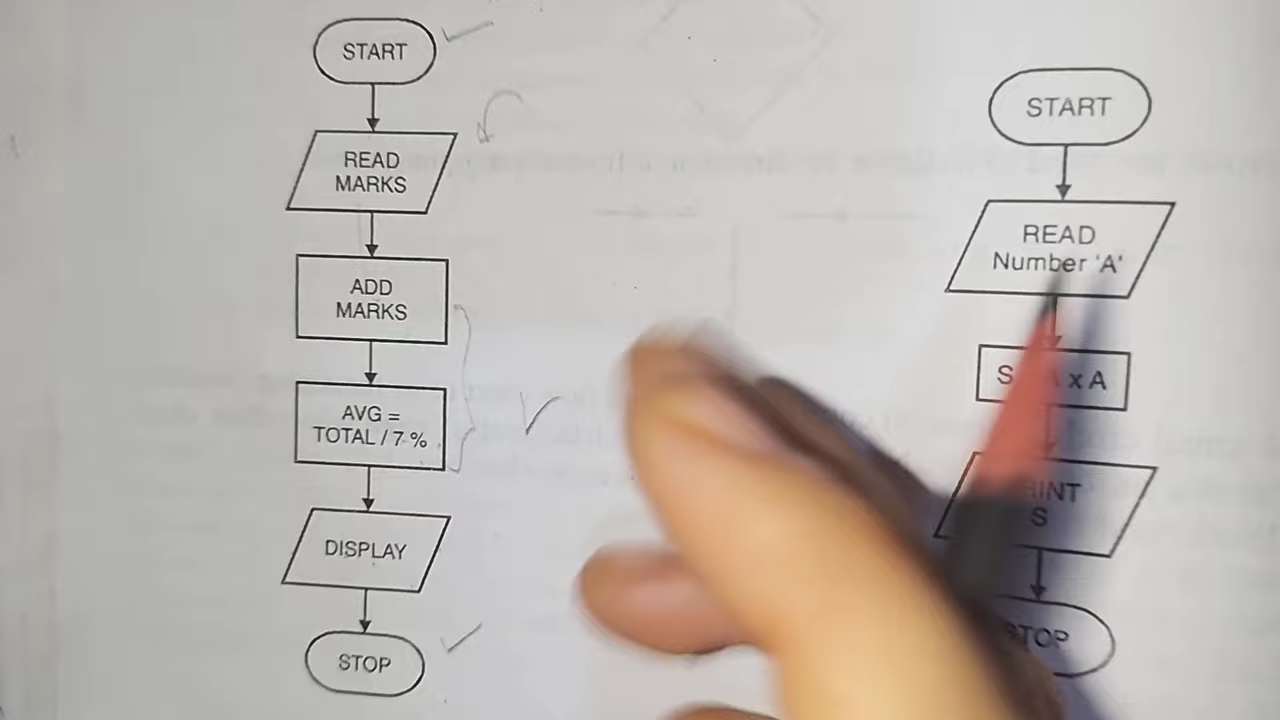 START
READ
MARKS
ADD
MARKS
AVG =
TOTAL / 7 %
DISPLAY
STOP
START
READ
Number 'A'
S x A
S